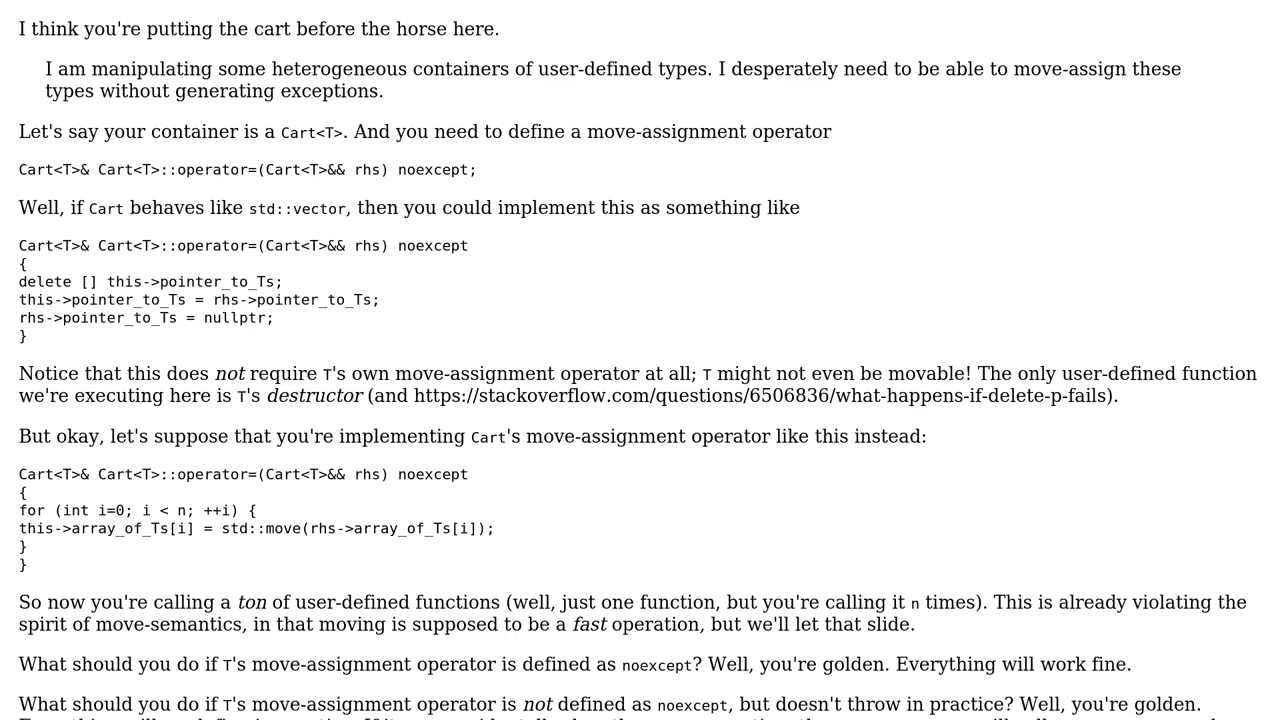 I think you're putting the cart before the horse here.
I am manipulating some heterogeneous containers of user-defined types. I desperately need to be able to move-assign these
types without generating exceptions.
Let's say your container is a Cart<T>. And you need to define a move-assignment operator
Cart<T>& Cart<T>::operator=(Cart<T>&& rhs) noexcept;
Well, if Cart behaves like std::vector, then you could implement this as something like
Cart<T>& Cart<T>::operator=(Cart<T>&& rhs) noexcept
{
delete [] this->pointer_to_Ts;
this->pointer_to_Ts = rhs->pointer_to_Ts;
rhs->pointer_to_Ts = nullptr;
}
Notice that this does not require T's own move-assignment operator at all; T might not even be movable! The only user-defined function
we're executing here is T's destructor (and https://stackoverflow.com/questions/6506836/what-happens-if-delete-p-fails).
But okay, let's suppose that you're implementing Cart's move-assignment operator like this instead:
Cart<T>& Cart<T>::operator=(Cart<T>&& rhs) noexcept
{
for (int i=0; i < n; ++i) {
this->array_of_Ts[i] = std::move(rhs->array_of_Ts[i]);
}
}
So now you're calling a ton of user-defined functions (well, just one function, but you're calling it n times). This is already violating the
spirit of move-semantics, in that moving is supposed to be a fast operation, but we'll let that slide.
What should you do if T's move-assignment operator is defined as noexcept? Well, you're golden. Everything will work fine.
What should you do if T's move-assignment operator is not defined as noexcept, but doesn't throw in practice? Well, you're golden.